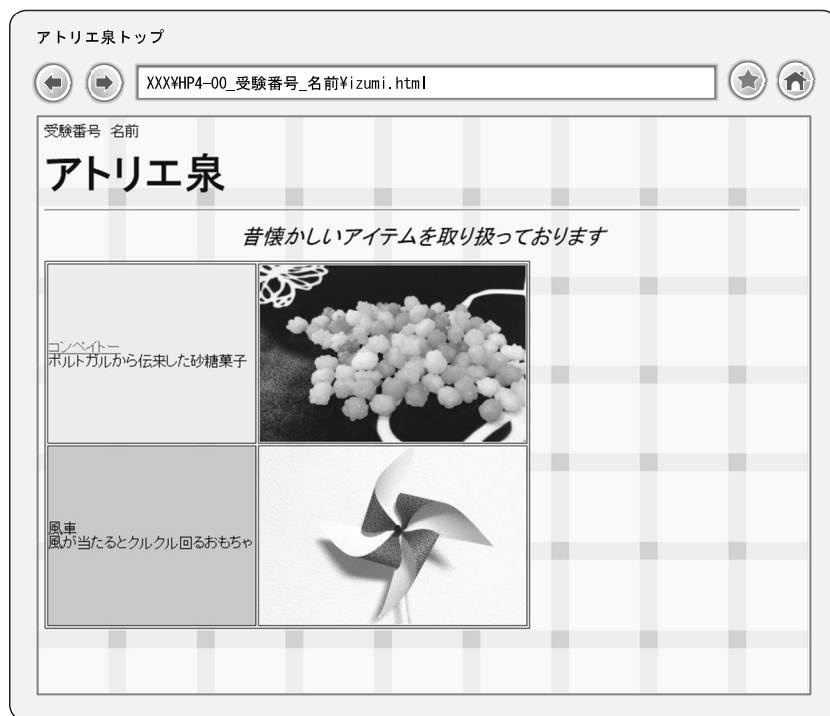 アトリエ泉トップ
XXX¥HP4-00_受験番号_名前¥izumi.html
受験番号 名前
アトリエ泉
昔懐かしいアイテムを取り扱っております
コンペイトー
ポルトガルから伝来した砂糖菓子
風車
風が当たるとクルクル回るおもちゃ